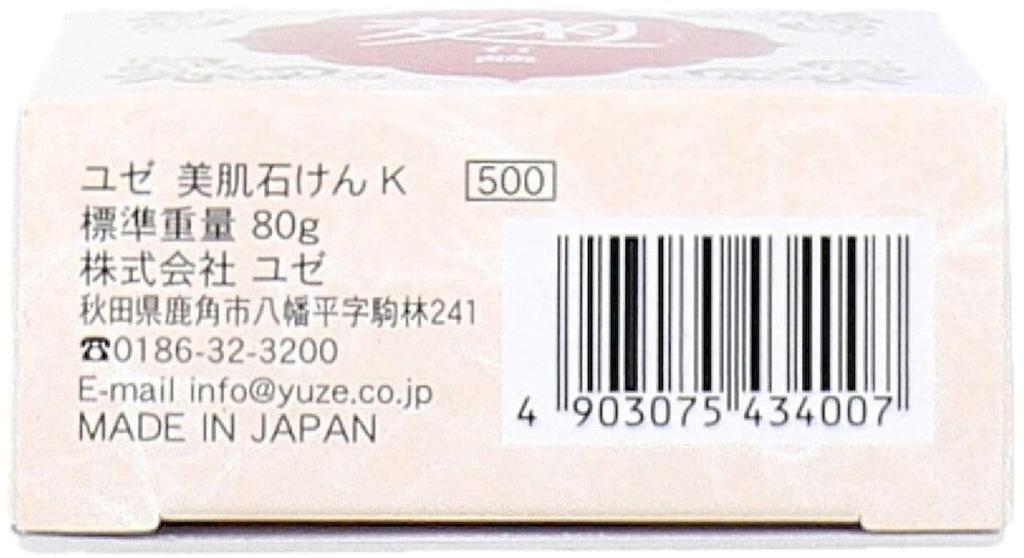 ユゼ 美肌石けん K 500
標準重量 80g
株式会社 ユゼ
秋田県鹿角市八幡平字駒林241
☎0186-32-3200
E-mail info@yuze.co.jp
MADE IN JAPAN
4 903075 434007